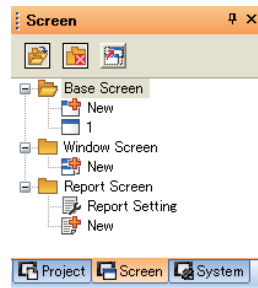 Screen
Base Screen
New
1
Window Screen
New
Report Screen
Report Setting
New
Project Screen System